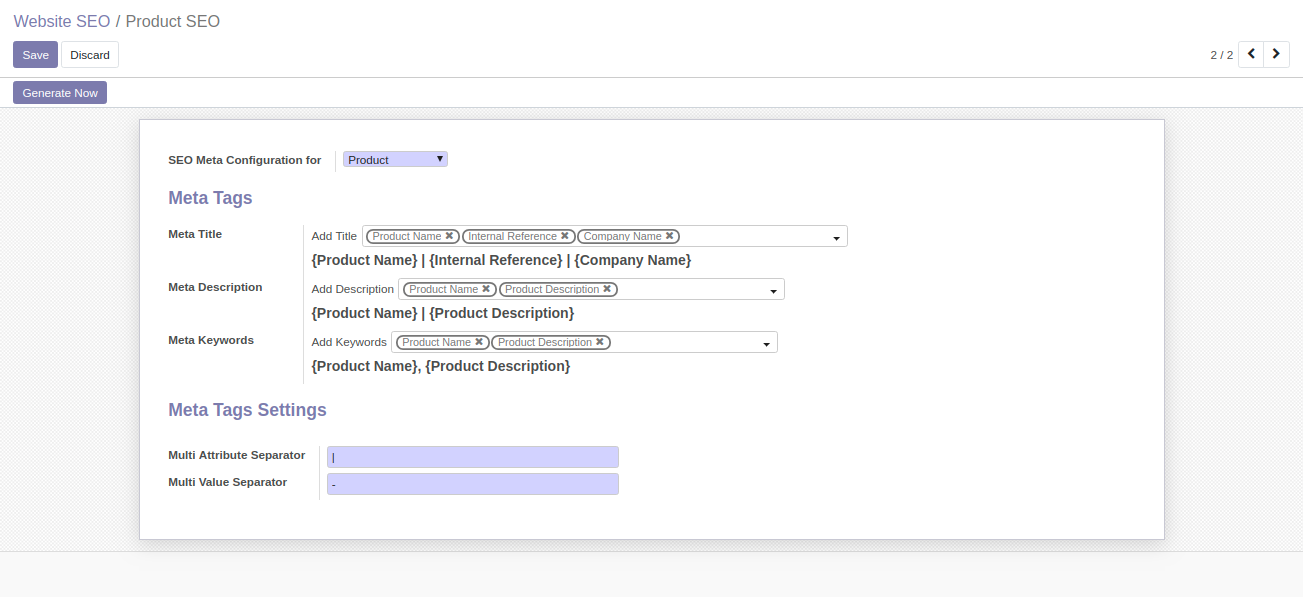 Website SEO / Product SEO
Save Discard 2 / 2
Generate Now
SEO Meta Configuration for Product
Meta Tags
Meta Title Add Title Product Name ✖ Internal Reference ✖ Company Name ✖
{Product Name} | {Internal Reference} | {Company Name}
Meta Description Add Description Product Name ✖ Product Description ✖
{Product Name} | {Product Description}
Meta Keywords Add Keywords Product Name ✖ Product Description ✖
{Product Name}, {Product Description}
Meta Tags Settings
Multi Attribute Separator |
Multi Value Separator -